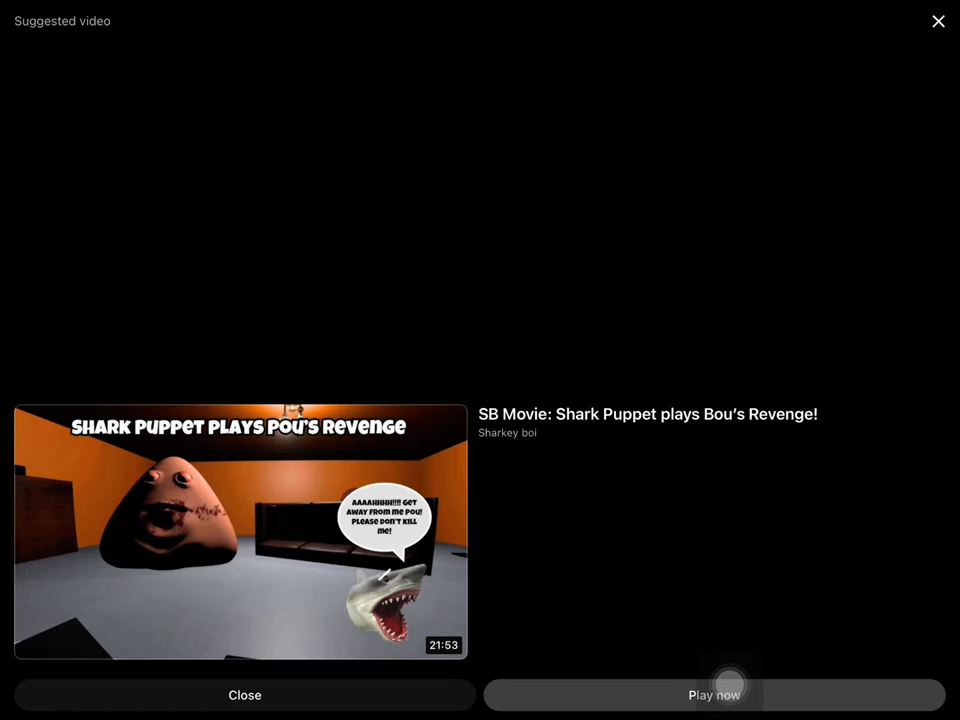 Suggested video
SHARK PUPPET PLAYS POU'S REVENGE
AAAAHHHH!!!! GET
AWAY FROM ME POU!
PLEASE DON'T KILL
ME!
21:53
SB Movie: Shark Puppet plays Bou's Revenge!
Sharkey boi
Close
Play now